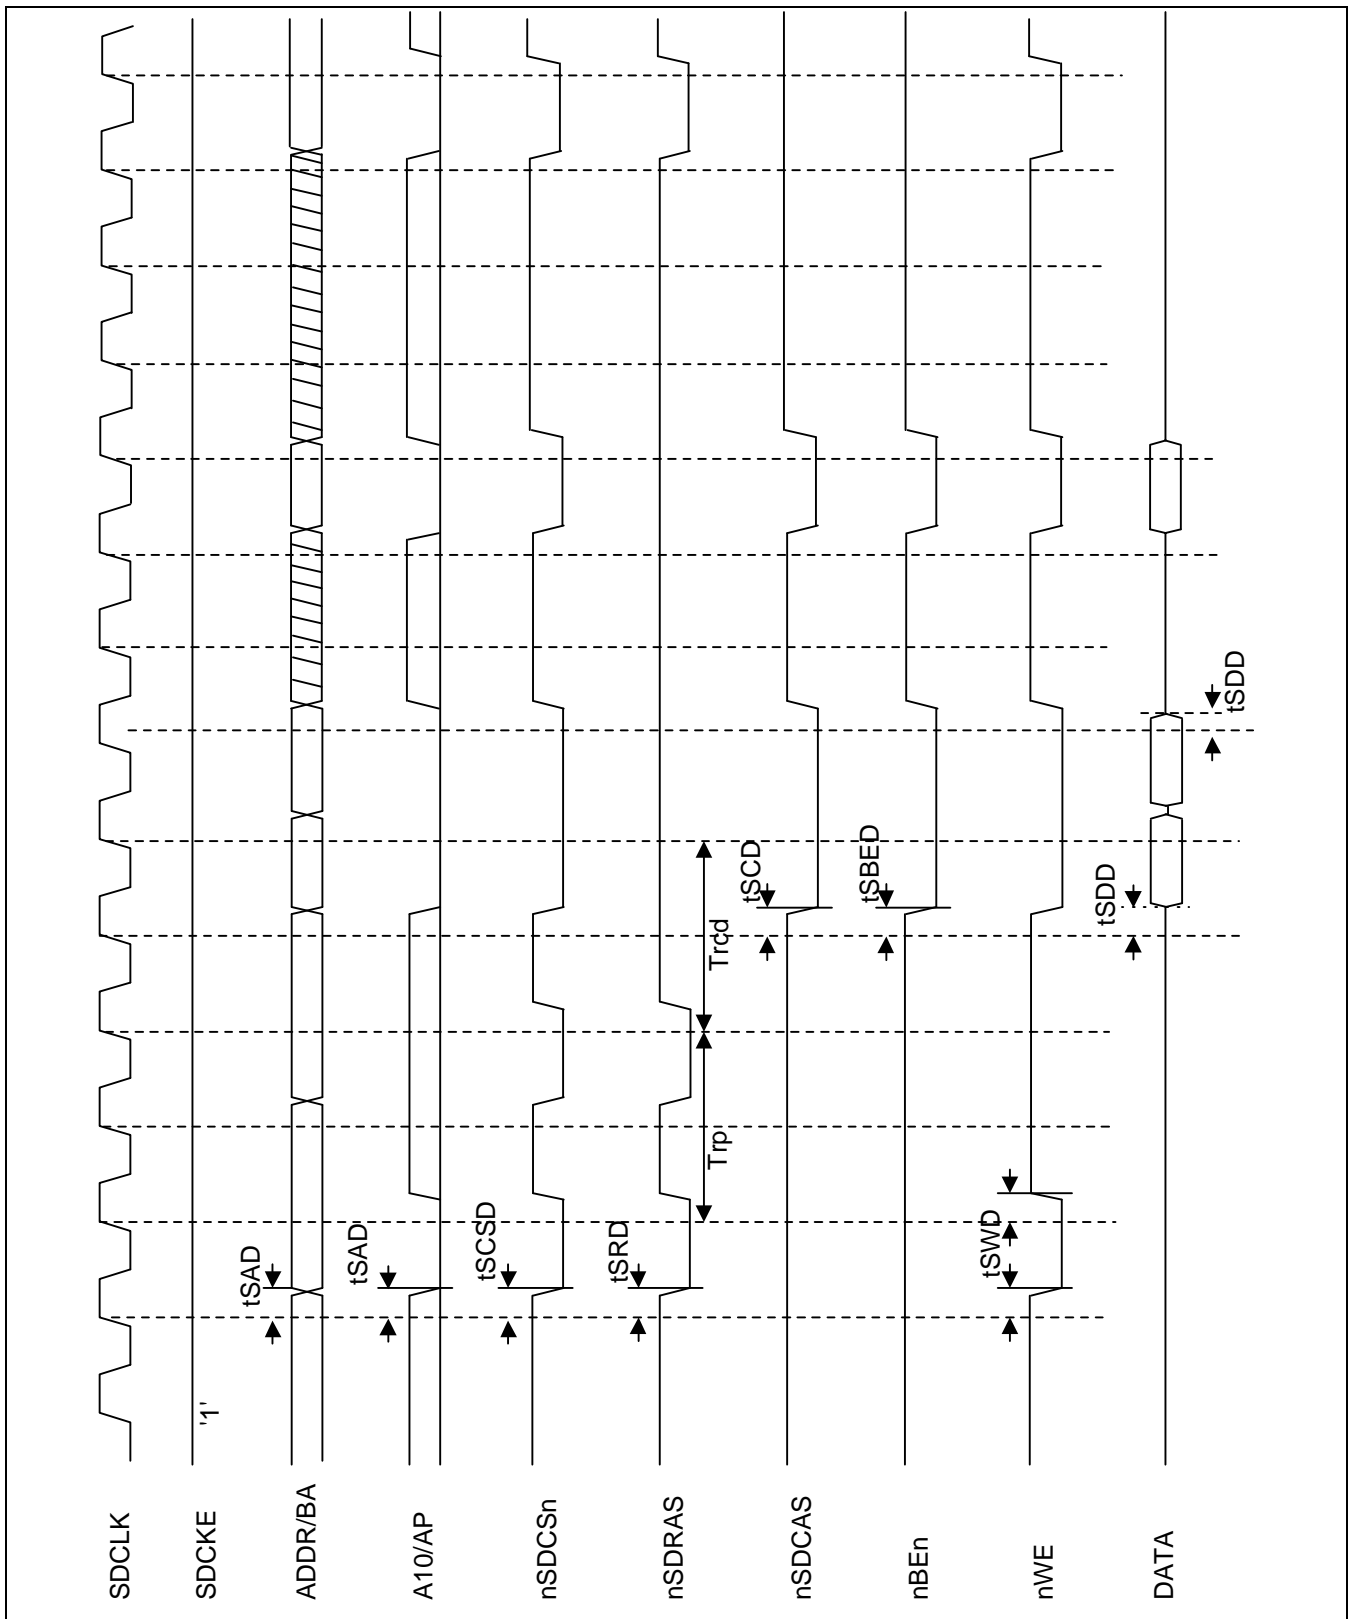 SDCLK
SDCKE
'1'
ADDR/BA
tSAD
A10/AP
tSAD
nSDCSn
tSCSD
nSDRAS
tSRD
Trp
Trcd
nSDCAS
tSCD
nBEn
tSBED
nWE
tSWD
DATA
tSDD
tSDD